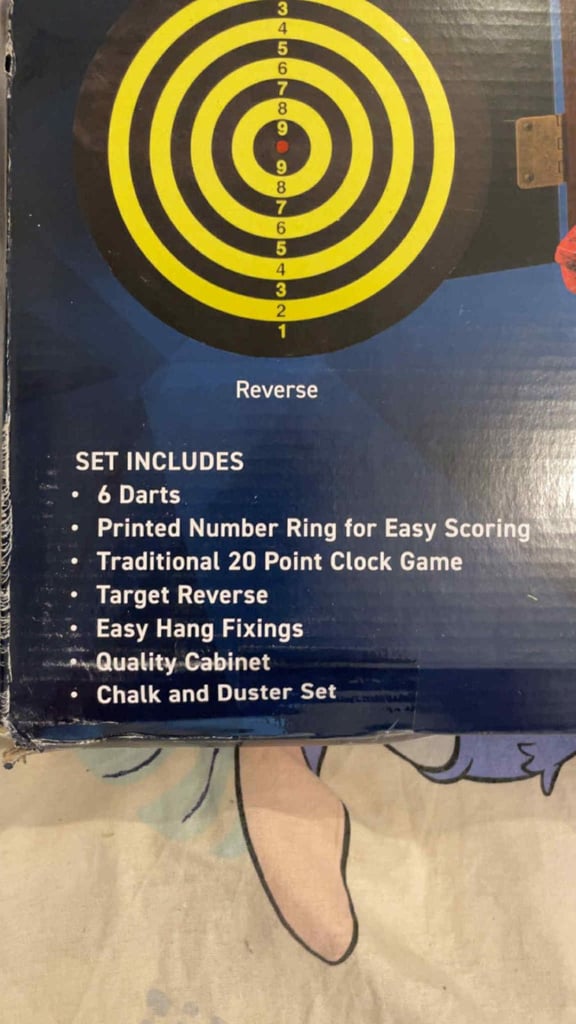 3
4
5
6
7
8
9
9
8
7
6
5
4
3
2
1
Reverse
SET INCLUDES
• 6 Darts
• Printed Number Ring for Easy Scoring
• Traditional 20 Point Clock Game
• Target Reverse
• Easy Hang Fixings
• Quality Cabinet
• Chalk and Duster Set